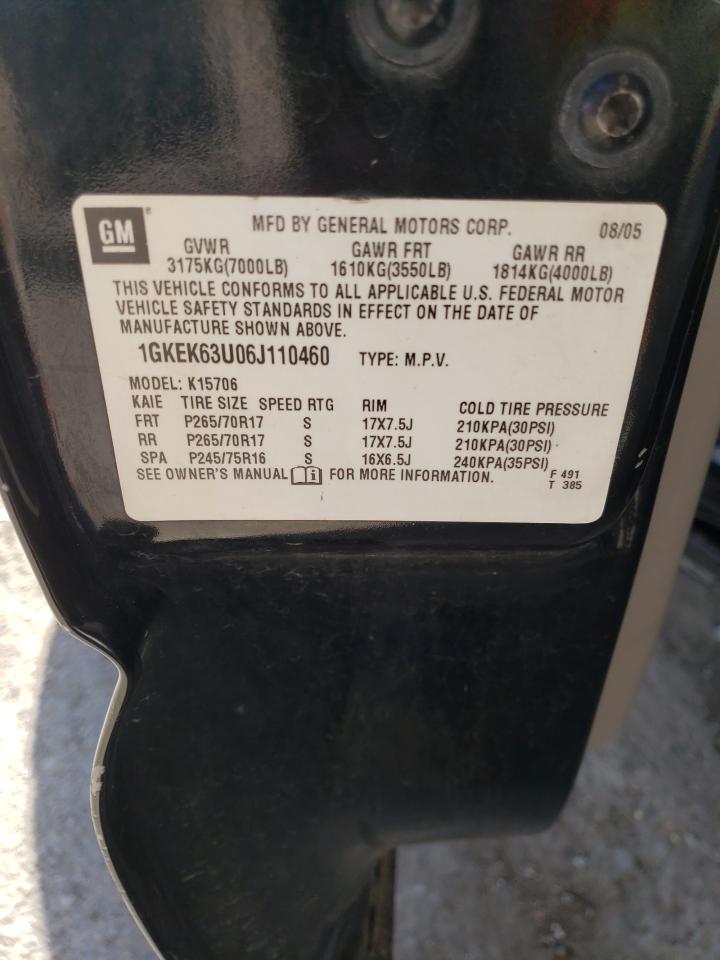 GM® MFD BY GENERAL MOTORS CORP. 08/05
GVWR GAWR FRT GAWR RR
3175KG(7000LB) 1610KG(3550LB) 1814KG(4000LB)
THIS VEHICLE CONFORMS TO ALL APPLICABLE U.S. FEDERAL MOTOR
VEHICLE SAFETY STANDARDS IN EFFECT ON THE DATE OF
MANUFACTURE SHOWN ABOVE.
1GKEK63U06J110460 TYPE: M.P.V.
MODEL: K15706
KAIE TIRE SIZE SPEED RTG RIM COLD TIRE PRESSURE
FRT P265/70R17 S 17X7.5J 210KPA(30PSI)
RR P265/70R17 S 17X7.5J 210KPA(30PSI)
SPA P245/75R16 S 16X6.5J 240KPA(35PSI)
SEE OWNER'S MANUAL i FOR MORE INFORMATION. F 491
T 385